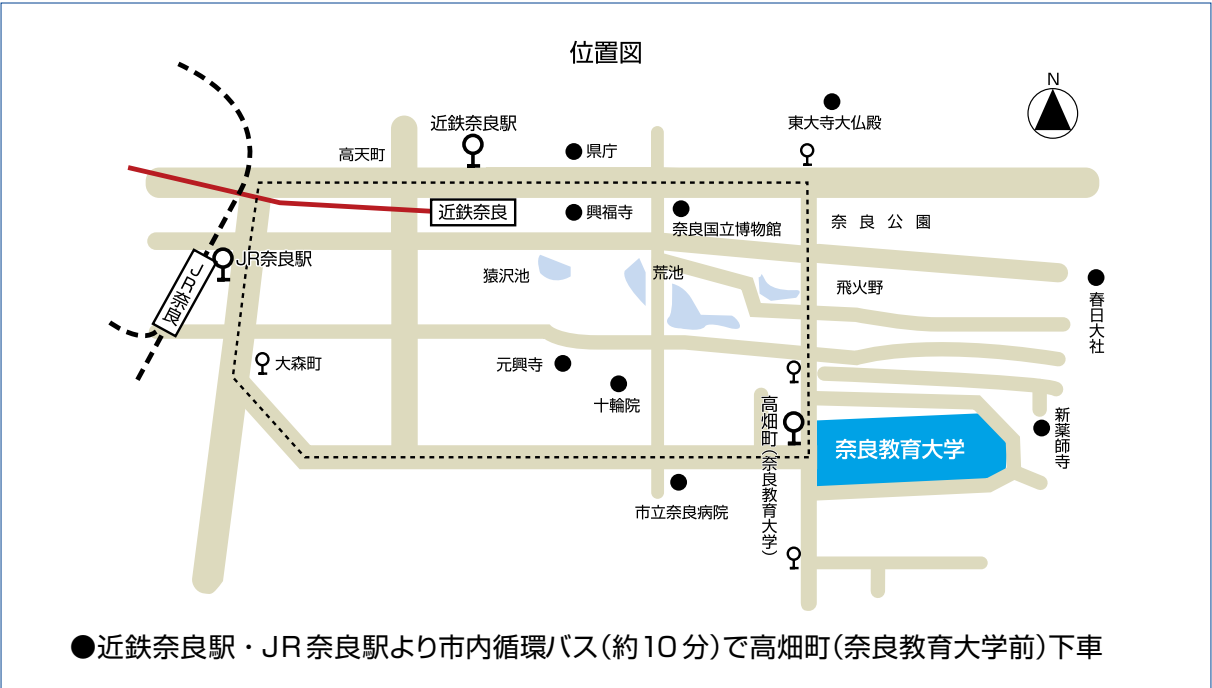 位置図
N
東大寺大仏殿
近鉄奈良駅
高天町
県庁
近鉄奈良
興福寺
奈良国立博物館
奈良公園
JR奈良駅
JR奈良
猿沢池
荒池
飛火野
春日大社
大森町
元興寺
十輪院
高畑町(奈良教育大学)
奈良教育大学
新薬師寺
市立奈良病院
●近鉄奈良駅・JR奈良駅より市内循環バス(約10分)で高畑町(奈良教育大学前)下車